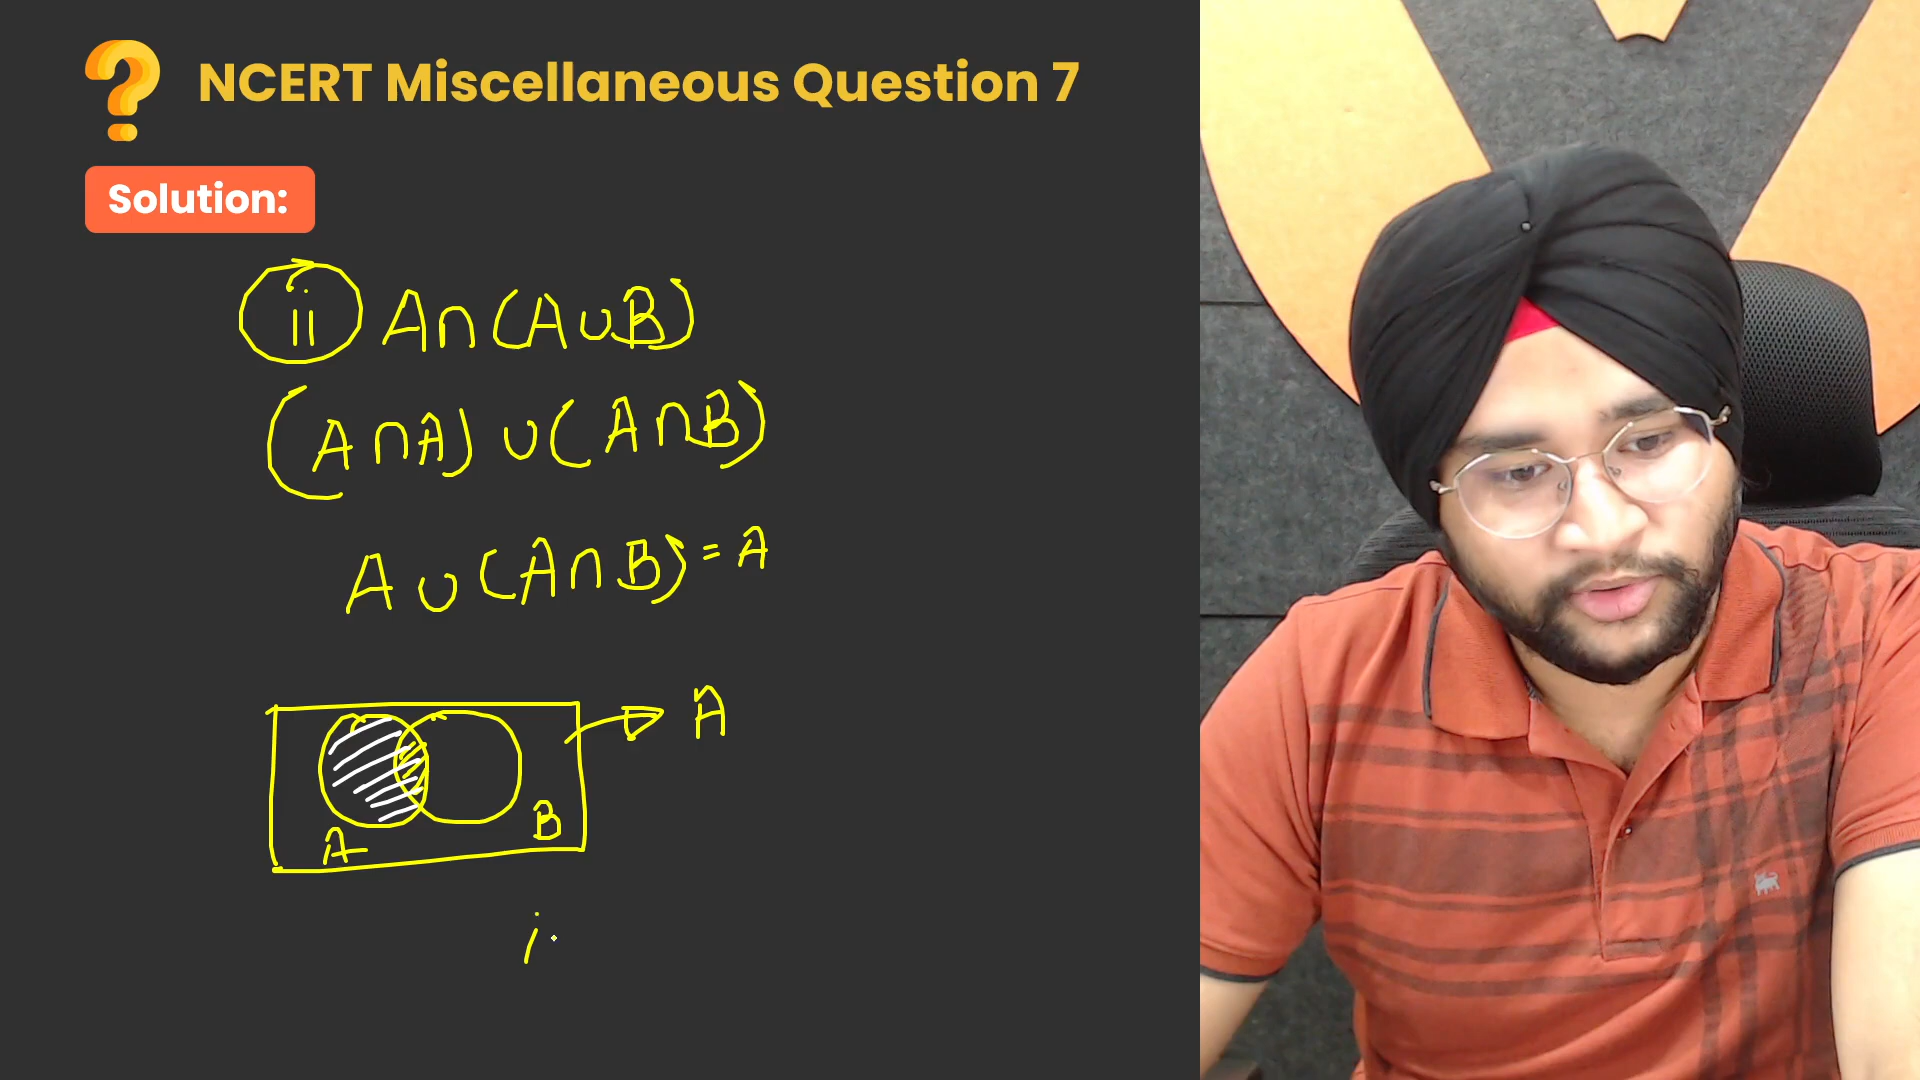 NCERT Miscellaneous Question 7
Solution:
ii A∩(A∪B)
(A∩A)∪(A∩B)
A∪(A∩B)=A
A
A B
i